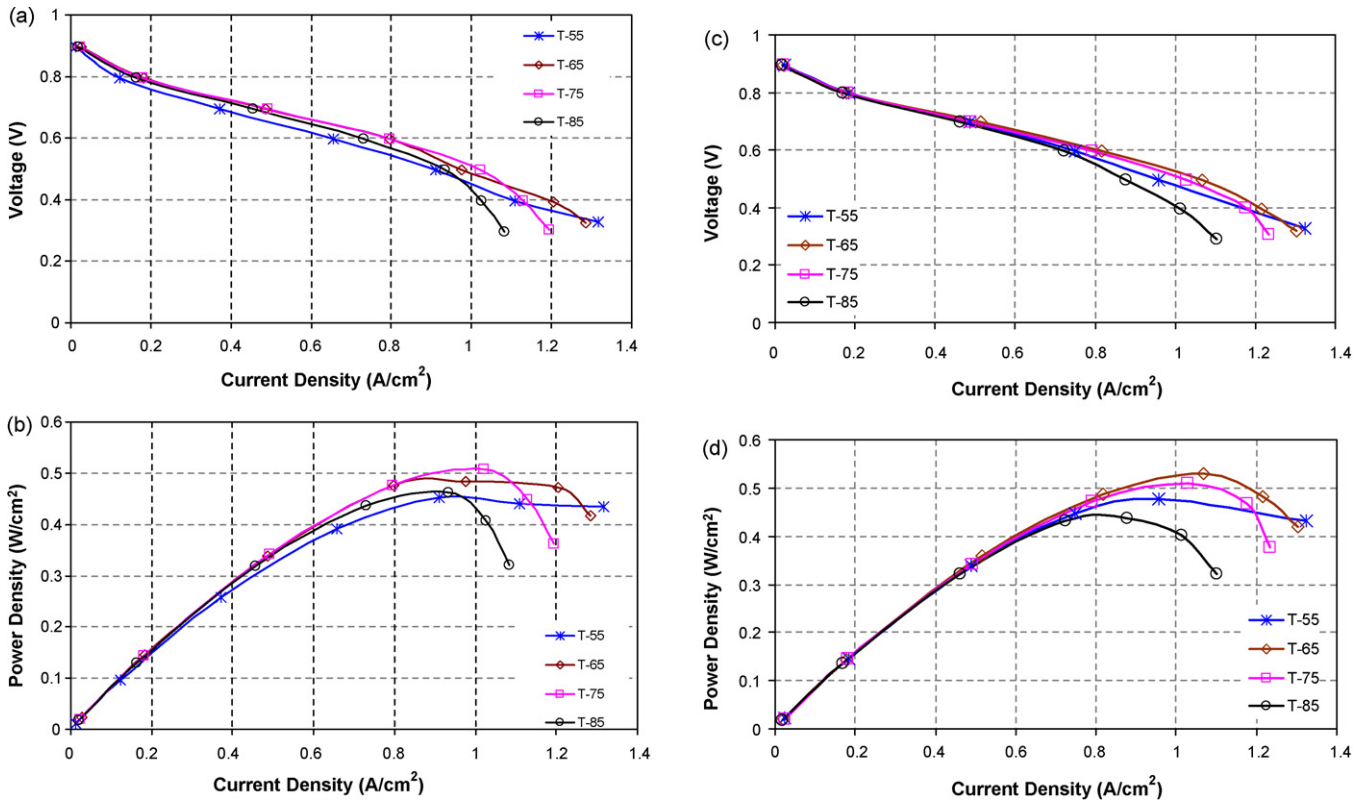 (a)
1
0.8
0.6
0.4
0.2
0
Voltage (V)
0 0.2 0.4 0.6 0.8 1 1.2 1.4
Current Density (A/cm²)
T-55
T-65
T-75
T-85
(c)
1
0.8
0.6
0.4
0.2
0
Voltage (V)
0 0.2 0.4 0.6 0.8 1 1.2 1.4
Current Density (A/cm²)
T-55
T-65
T-75
T-85
(b)
0.6
0.5
0.4
0.3
0.2
0.1
0
Power Density (W/cm²)
0 0.2 0.4 0.6 0.8 1 1.2 1.4
Current Density (A/cm²)
T-55
T-65
T-75
T-85
(d)
0.6
0.5
0.4
0.3
0.2
0.1
0
Power Density (W/cm²)
0 0.2 0.4 0.6 0.8 1 1.2 1.4
Current Density (A/cm²)
T-55
T-65
T-75
T-85